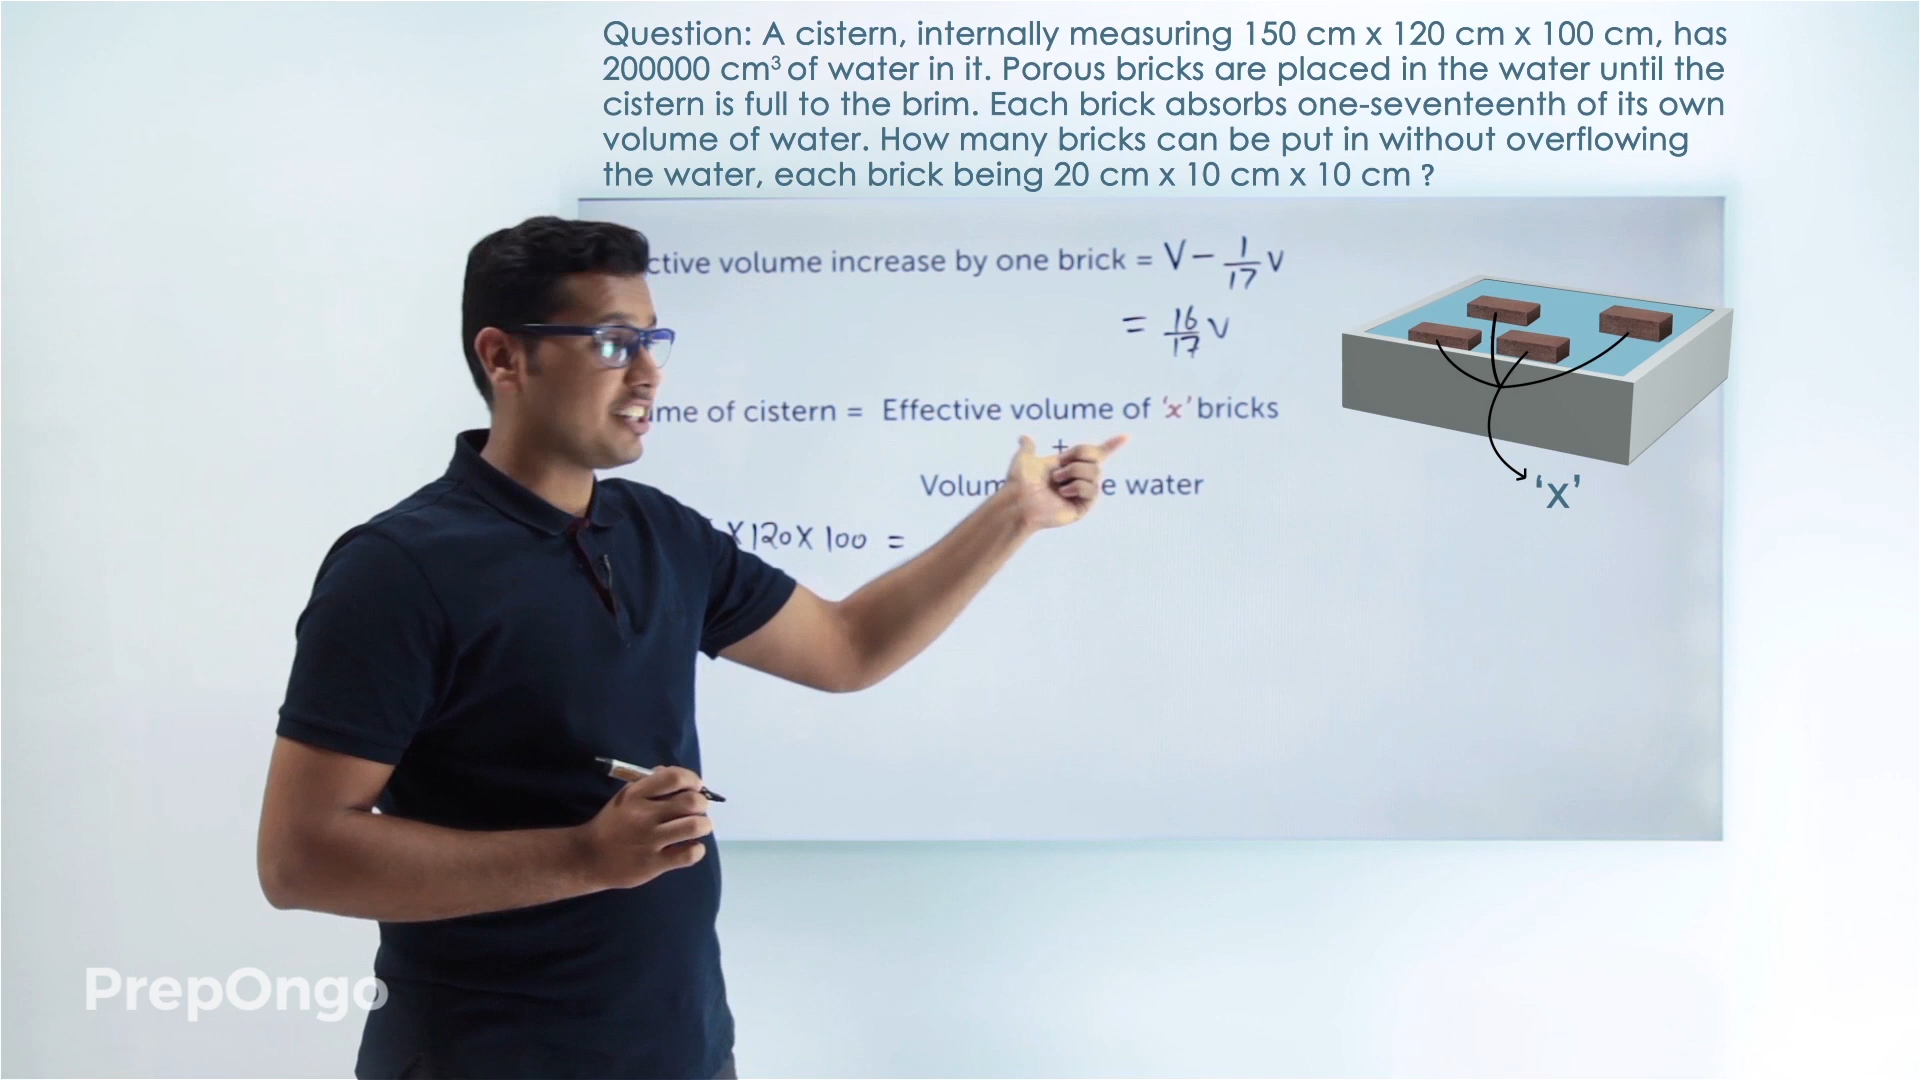 Question: A cistern, internally measuring 150 cm x 120 cm x 100 cm, has
200000 cm³ of water in it. Porous bricks are placed in the water until the
cistern is full to the brim. Each brick absorbs one-seventeenth of its own
volume of water. How many bricks can be put in without overflowing
the water, each brick being 20 cm x 10 cm x 10 cm ?
volume increase by one brick = V - 1/17 V
= 16/17 V
of cistern = Effective volume of ‘x’ bricks
+
water
X 120 X 100 =
‘x’
PrepOngo